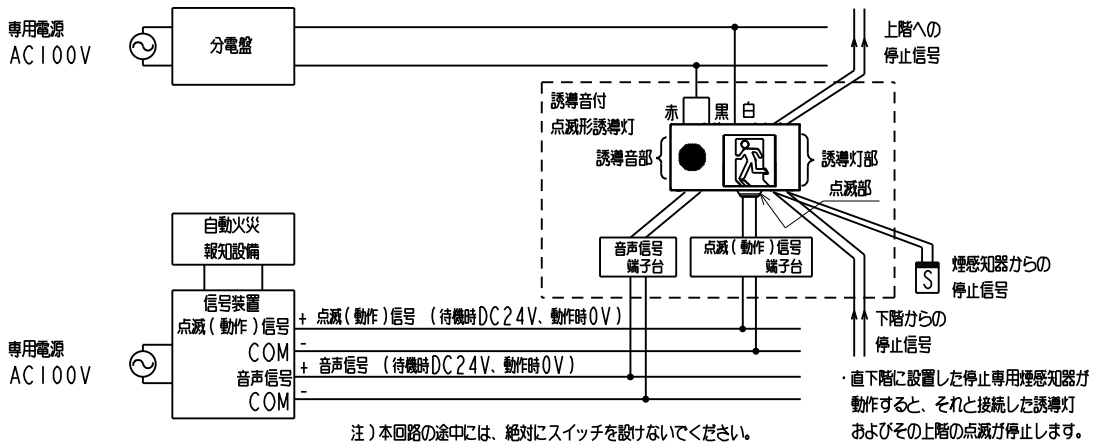 専用電源
AC100V
分電盤
上階への
停止信号
誘導音付
点滅形誘導灯
赤 黒 白
誘導音部
誘導灯部
点滅部
自動火災
報知設備
音声信号
端子台
点滅(動作)信号
端子台
S
煙感知器からの
停止信号
下階からの
停止信号
専用電源
AC100V
信号装置
点滅(動作)信号
COM
音声信号
COM
+ 点滅(動作)信号 (待機時DC24V、動作時0V)
-
+ 音声信号 (待機時DC24V、動作時0V)
-
・直下階に設置した停止専用煙感知器が
動作すると、それと接続した誘導灯
およびその上階の点滅が停止します。
注)本回路の途中には、絶対にスイッチを設けないでください。